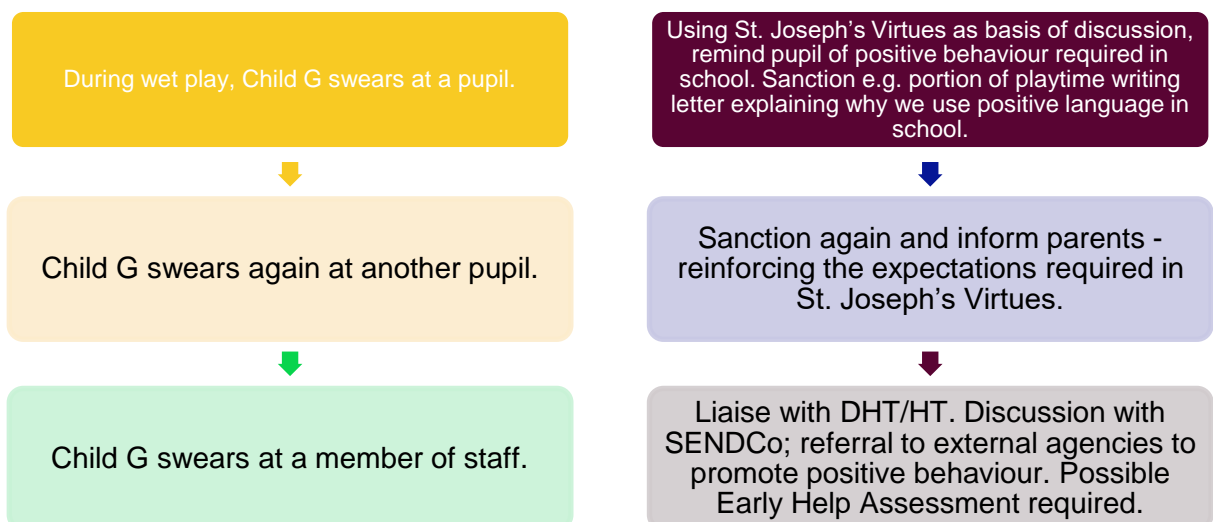 During wet play, Child G swears at a pupil.
Using St. Joseph’s Virtues as basis of discussion,
remind pupil of positive behaviour required in
school. Sanction e.g. portion of playtime writing
letter explaining why we use positive language in
school.
Child G swears again at another pupil.
Sanction again and inform parents -
reinforcing the expectations required in
St. Joseph’s Virtues.
Child G swears at a member of staff.
Liaise with DHT/HT. Discussion with
SENDCo; referral to external agencies to
promote positive behaviour. Possible
Early Help Assessment required.